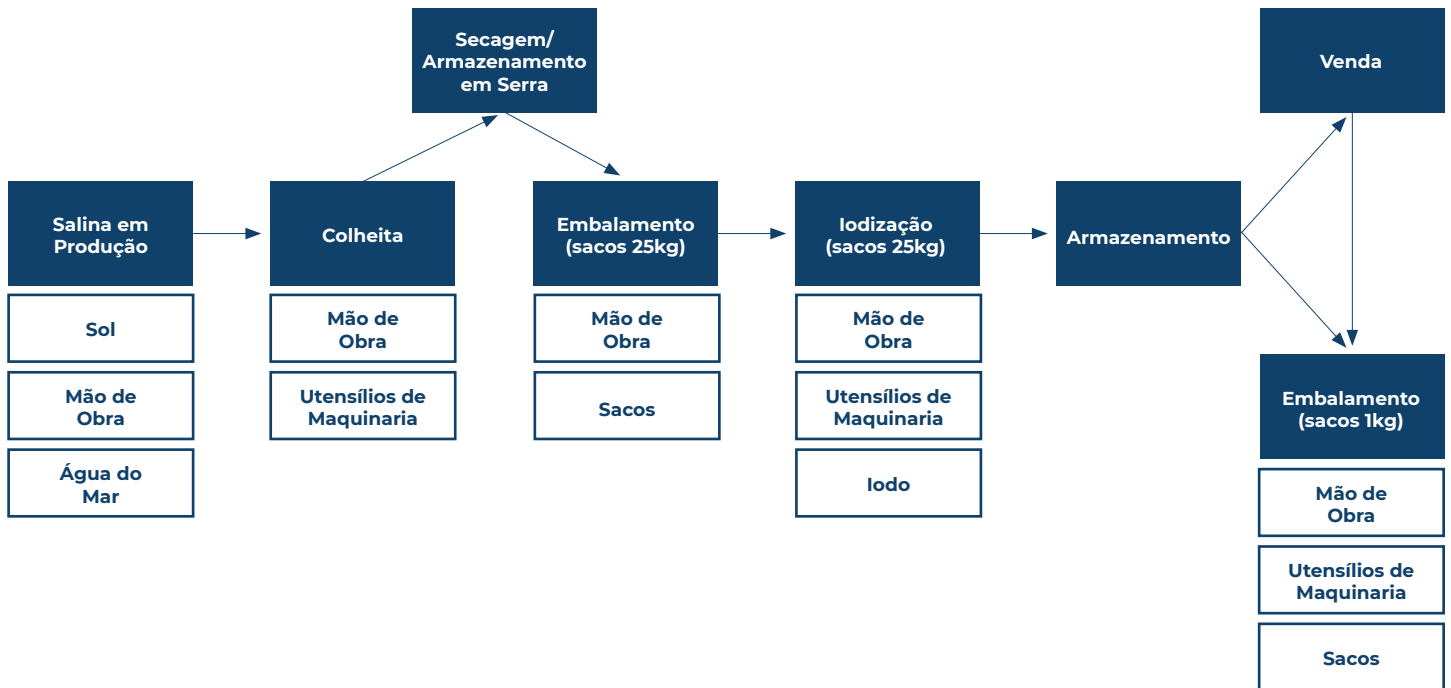 Secagem/
Armazenamento
em Serra
Venda
Salina em
Produção
Colheita
Embalamento
(sacos 25kg)
Iodização
(sacos 25kg)
Armazenamento
Sol
Mão de
Obra
Água do
Mar
Mão de
Obra
Utensílios de
Maquinaria
Mão de
Obra
Sacos
Mão de
Obra
Utensílios de
Maquinaria
Iodo
Embalamento
(sacos 1kg)
Mão de
Obra
Utensílios de
Maquinaria
Sacos